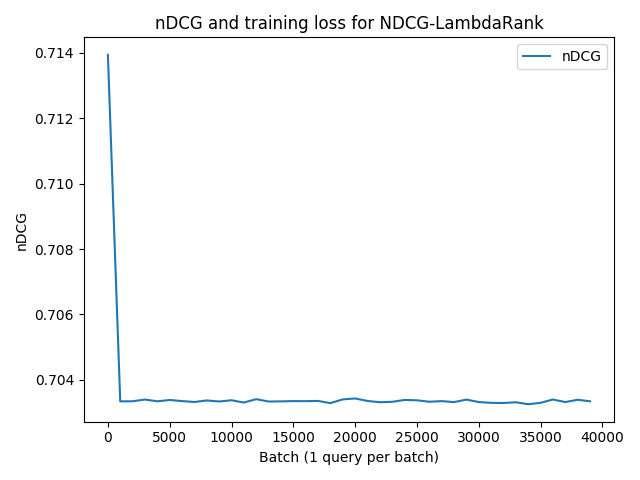 nDCG and training loss for NDCG-LambdaRank
nDCG
0.714
0.712
0.710
0.708
0.706
0.704
nDCG
0 5000 10000 15000 20000 25000 30000 35000 40000
Batch (1 query per batch)